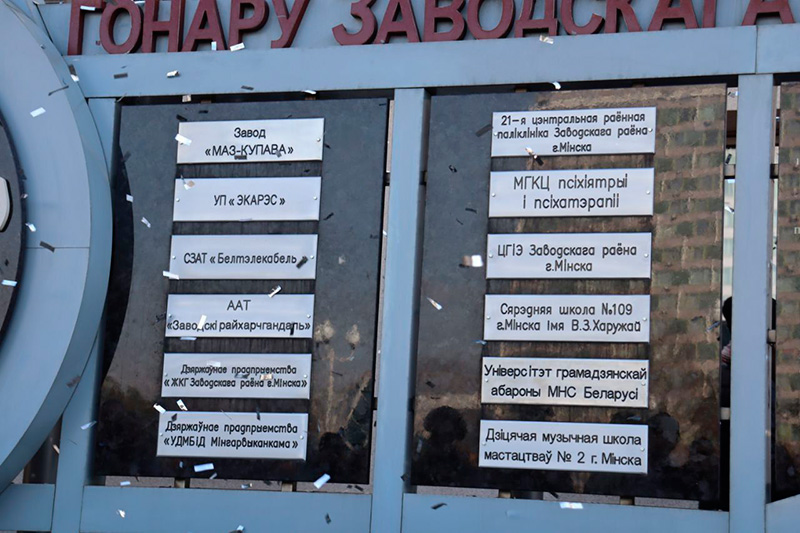 ГОНАРУ ЗАВОДСКАГА
Завод
«МАЗ-КУПАВА»
УП «ЭКАРЭС»
СЗАТ «Белтэлекабель»
ААТ
«Заводскі райхарчгандаль»
Дзяржаўнае прадпрыемства
«ЖКГ Заводскага раёна г.Мінска»
Дзяржаўнае прадпрыемства
«УДМБІД Мінгарвыканкама»
21-я цэнтральная раённая
паліклініка Заводскага раёна
г.Мінска
МГКЦ псіхіятрыі
і псіхатэрапіі
ЦГІЭ Заводскага раёна
г.Мінска
Сярэдняя школа №109
г.Мінска імя В.З.Харужай
Універсітэт грамадзянскай
абароны МНС Беларусі
Дзіцячая музычная школа
мастацтваў № 2 г. Мінска